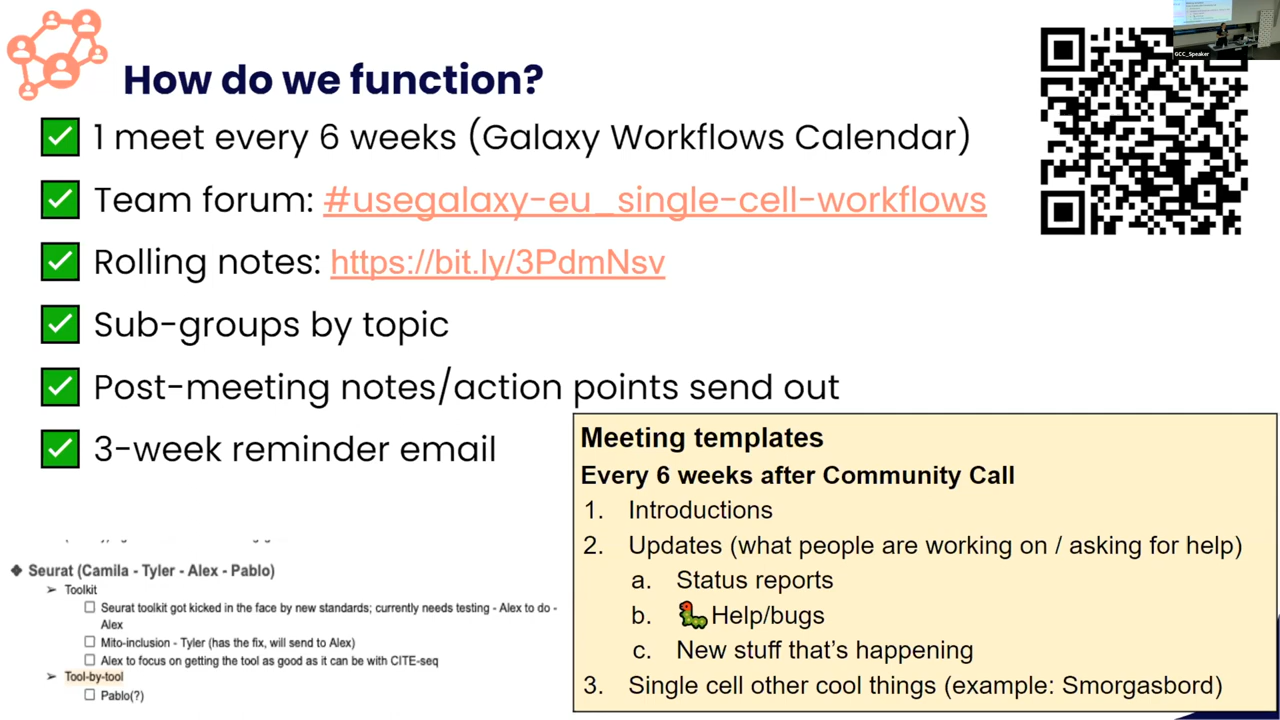 GCC_Speaker
How do we function?
1 meet every 6 weeks (Galaxy Workflows Calendar)
Team forum: #usegalaxy-eu_single-cell-workflows
Rolling notes: https://bit.ly/3PdmNsv
Sub-groups by topic
Post-meeting notes/action points send out
3-week reminder email
Seurat (Camila - Tyler - Alex - Pablo)
Toolkit
Seurat toolkit got kicked in the face by new standards; currently needs testing - Alex to do -
Alex
Mito-inclusion - Tyler (has the fix, will send to Alex)
Alex to focus on getting the tool as good as it can be with CITE-seq
Tool-by-tool
Pablo(?)
Meeting templates
Every 6 weeks after Community Call
1. Introductions
2. Updates (what people are working on / asking for help)
a. Status reports
b. 🐛Help/bugs
c. New stuff that's happening
3. Single cell other cool things (example: Smorgasbord)